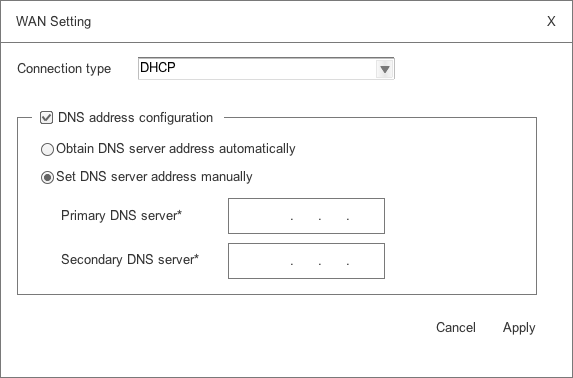 WAN Setting X
Connection type DHCP
DNS address configuration
Obtain DNS server address automatically
Set DNS server address manually
Primary DNS server* . . .
Secondary DNS server* . . .
Cancel Apply